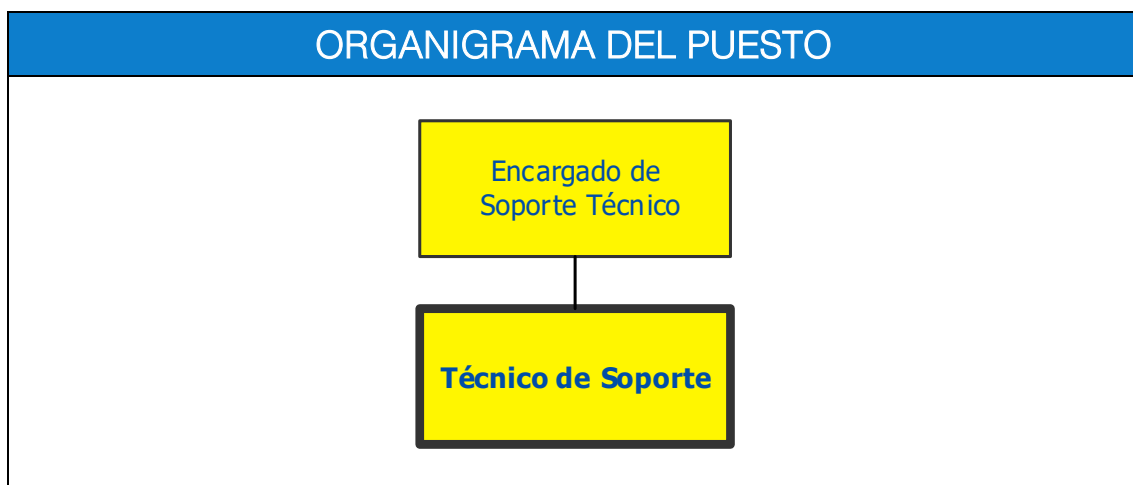 ORGANIGRAMA DEL PUESTO
Encargado de
Soporte Técnico
Técnico de Soporte